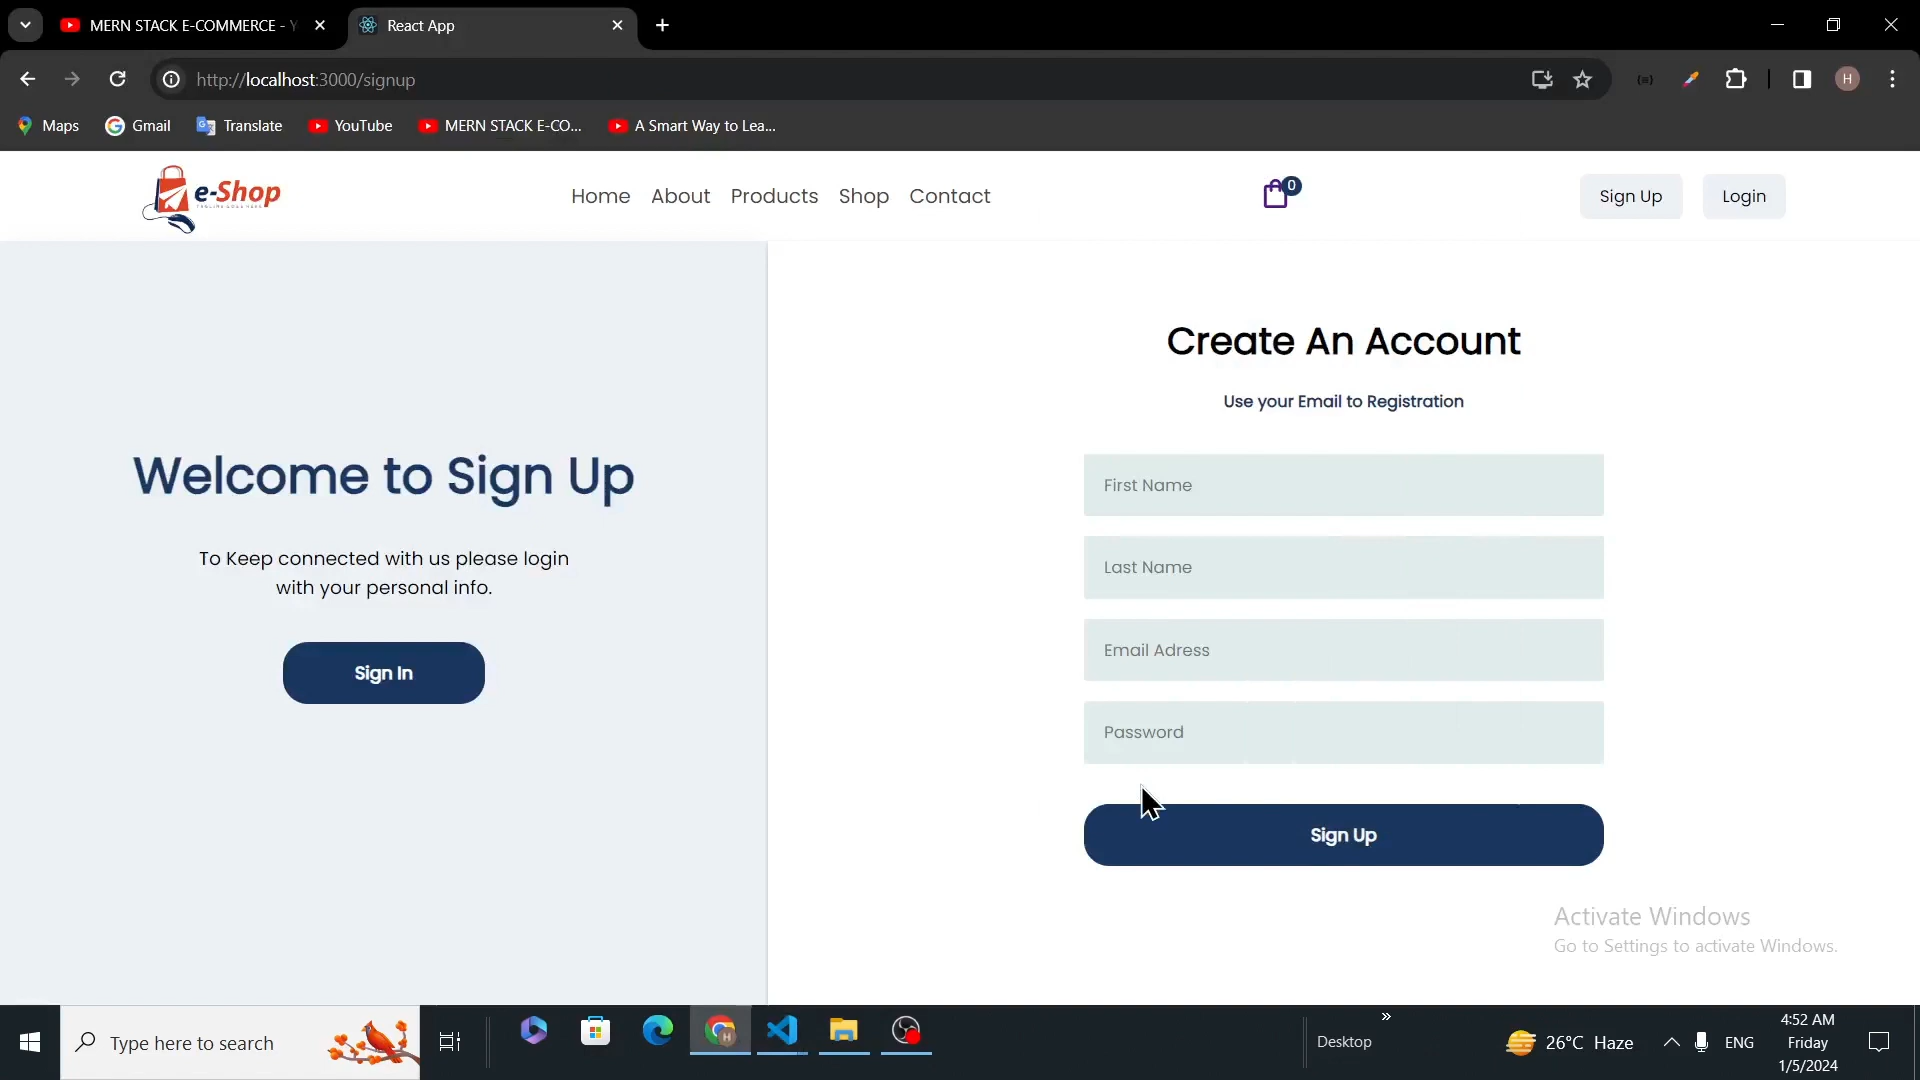 MERN STACK E-COMMERCE - Y
React App
http://localhost:3000/signup
H
Maps
Gmail
Translate
YouTube
MERN STACK E-CO...
A Smart Way to Lea...
e-Shop
Home
About
Products
Shop
Contact
0
Sign Up
Login
Welcome to Sign Up
To Keep connected with us please login
with your personal info.
Sign In
Create An Account
Use your Email to Registration
First Name
Last Name
Email Adress
Password
Sign Up
Activate Windows
Go to Settings to activate Windows.
Type here to search
H
Desktop
»
26°C Haze
ENG
4:52 AM
Friday
1/5/2024